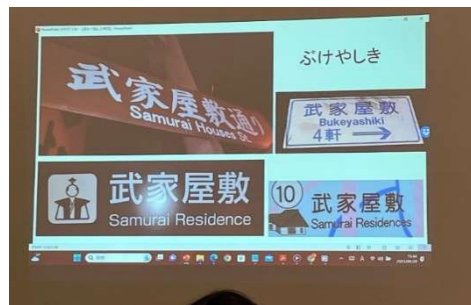 武家屋敷通り
Samurai Houses St.
ぶけやしき
武家屋敷
Bukeyashiki
4軒 →
武家屋敷
Samurai Residence
10
武家屋敷
Samurai Residences